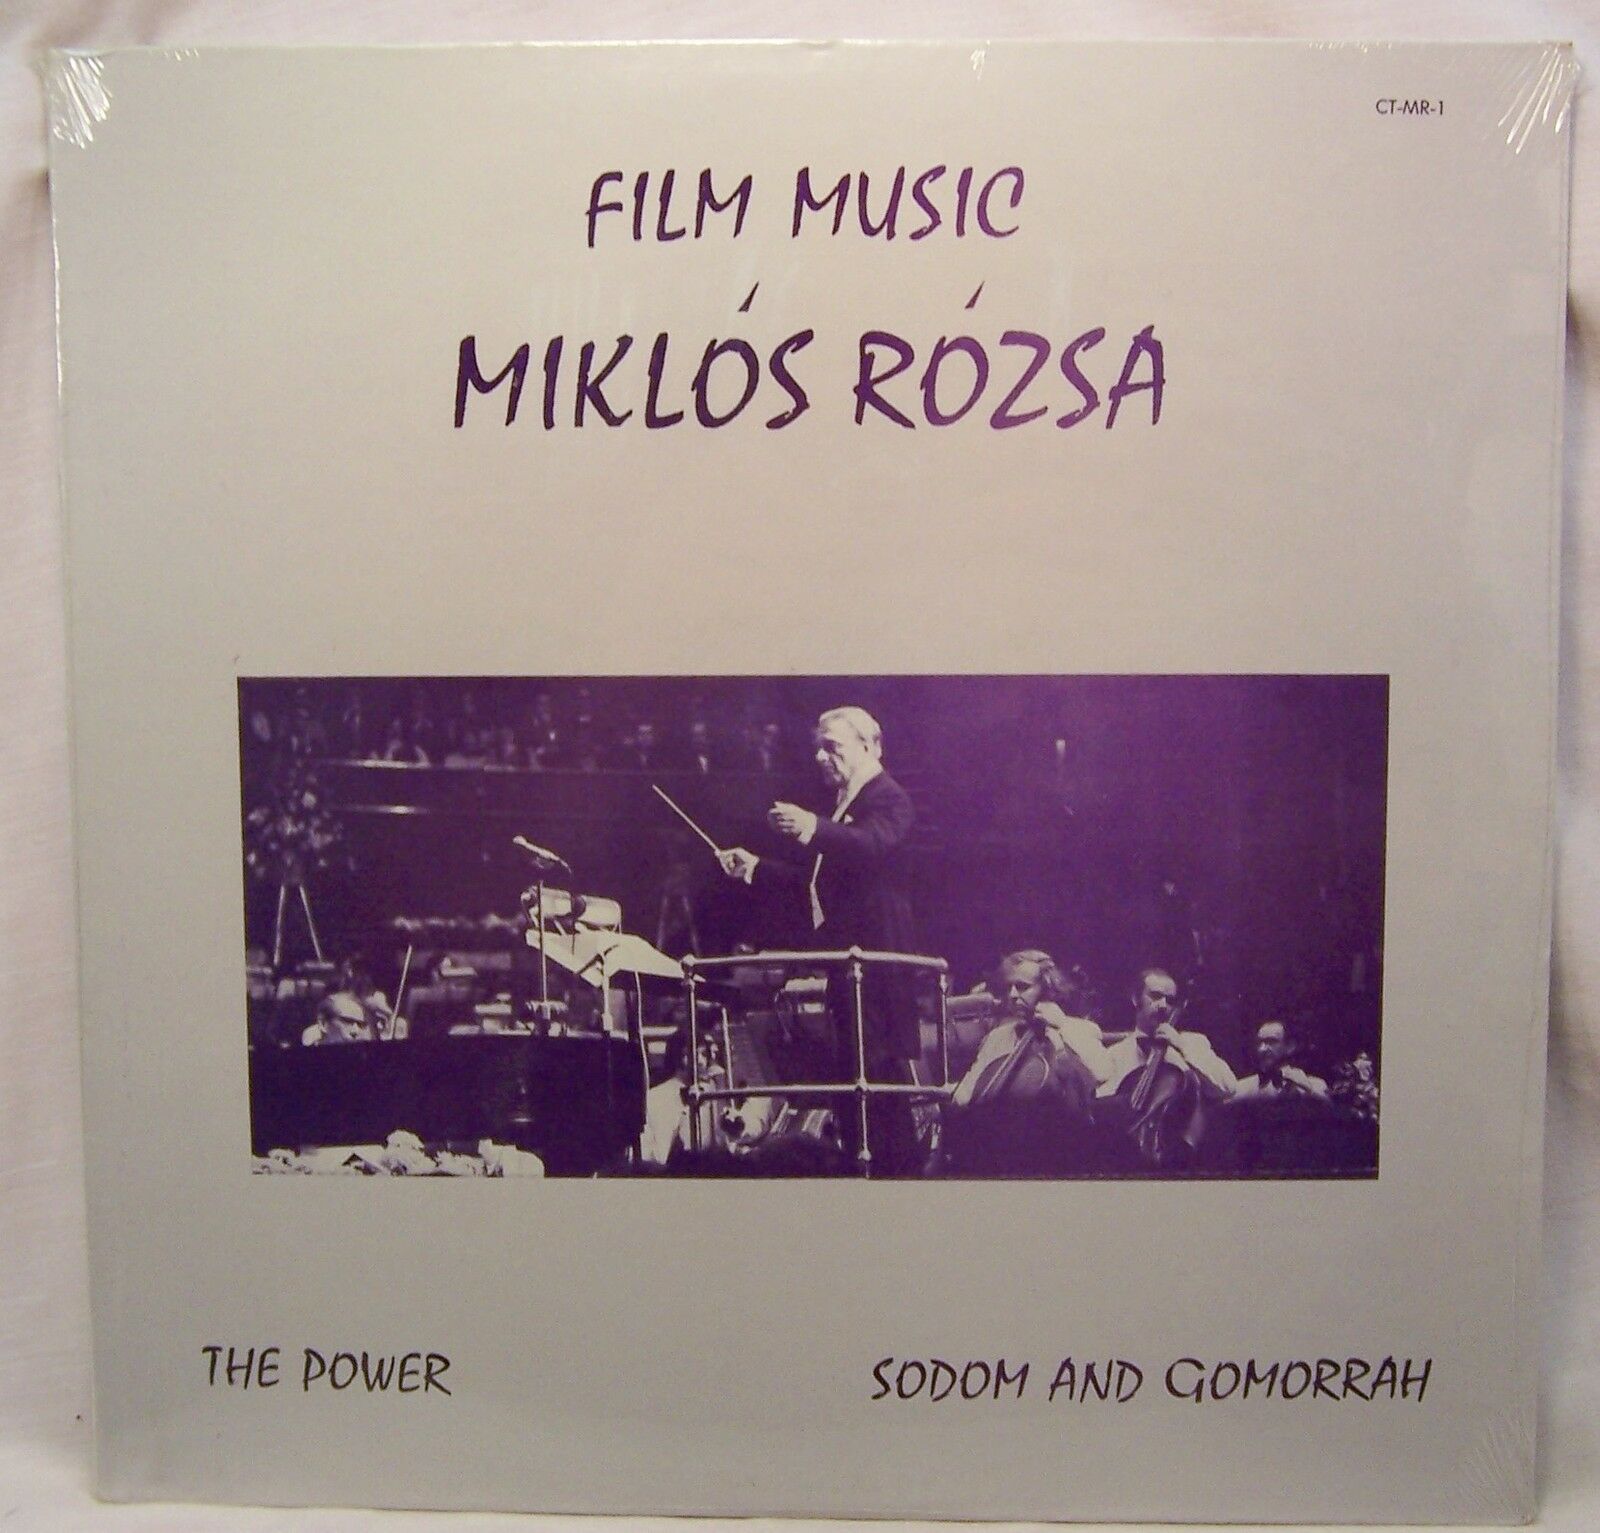 CT-MR-1
FILM MUSIC
MIKLÓS RÓZSA
THE POWER
SODOM AND GOMORRAH